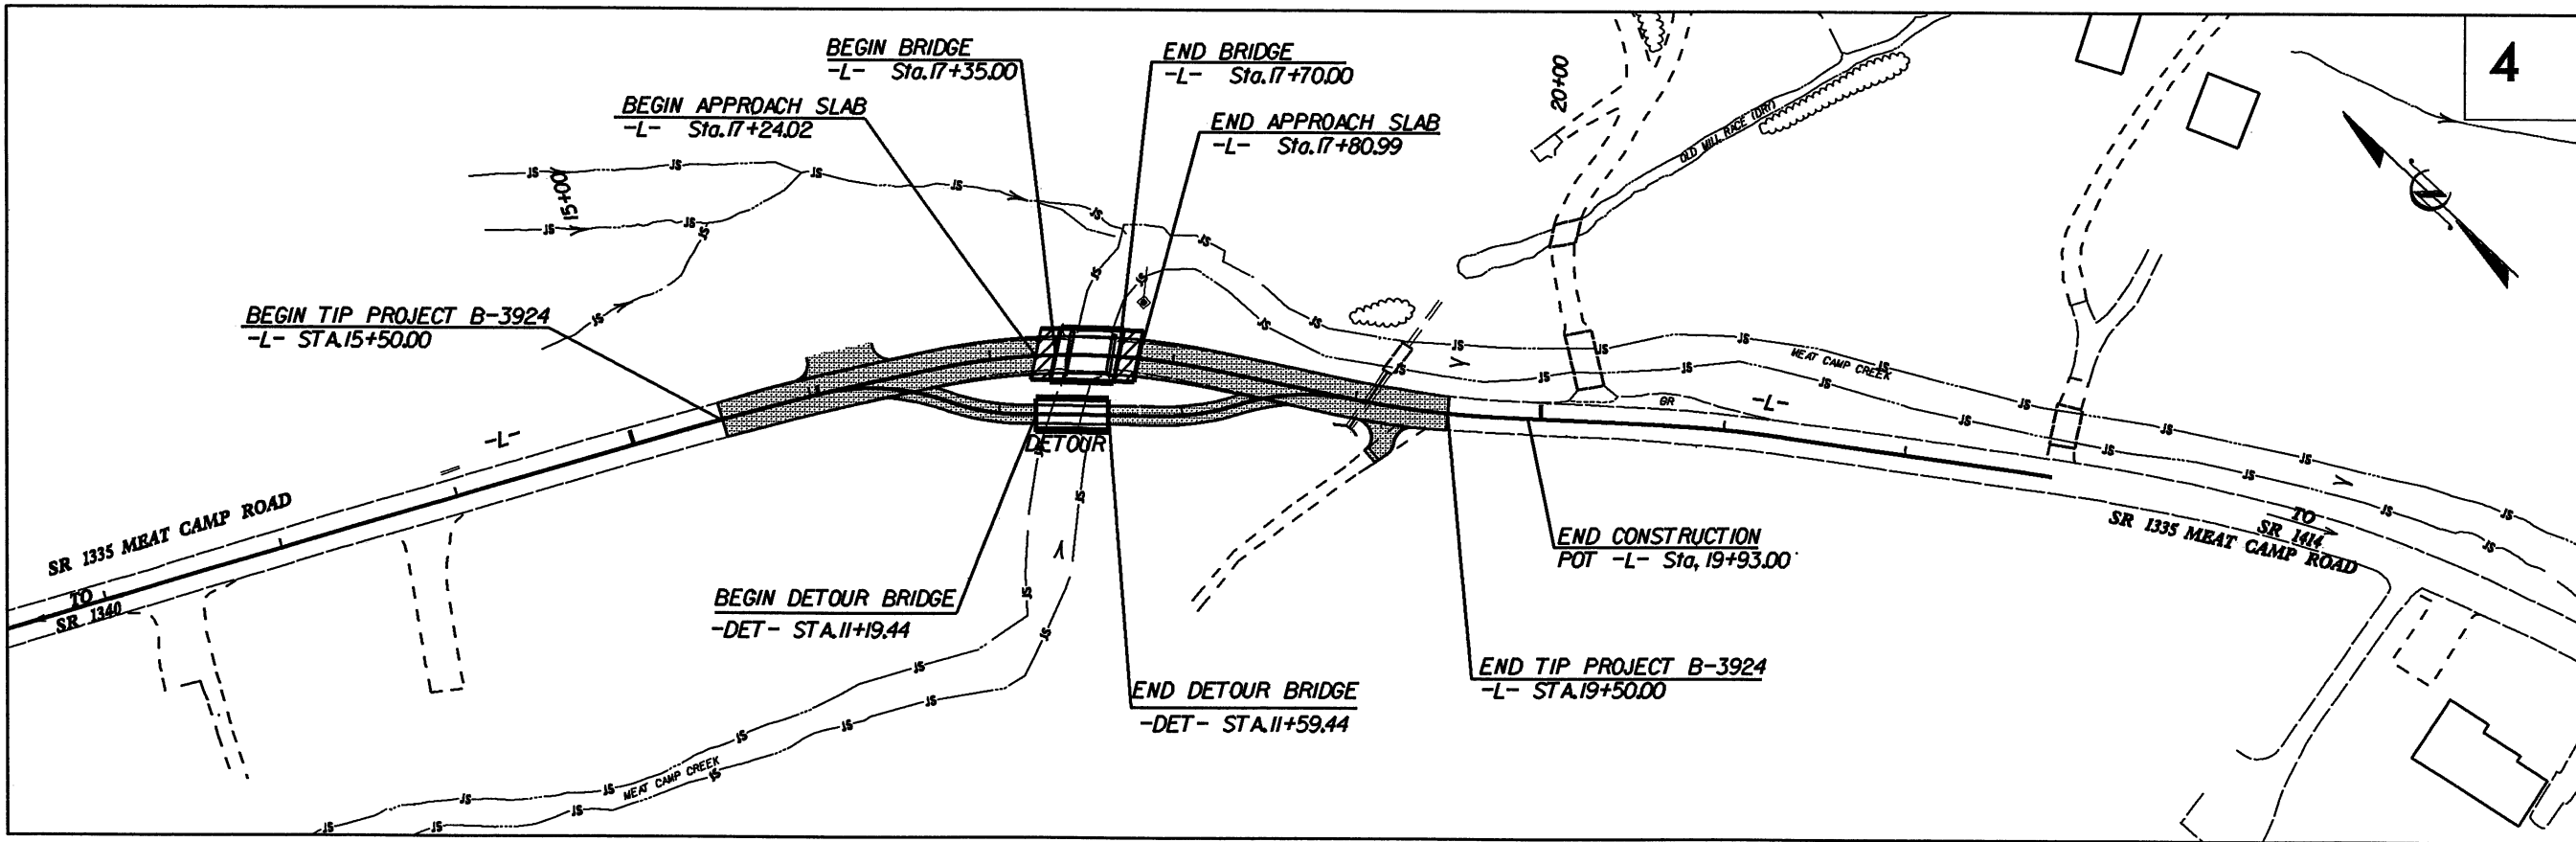 4
BEGIN BRIDGE
-L- Sta.17+35.00
END BRIDGE
-L- Sta.17+70.00
BEGIN APPROACH SLAB
-L- Sta.17+24.02
END APPROACH SLAB
-L- Sta.17+80.99
20+00
OLD MILL RACE (DRY)
15+00
BEGIN TIP PROJECT B-3924
-L- STA.15+50.00
MEAT CAMP CREEK
GR
-L-
-L-
DETOUR
SR 1335 MEAT CAMP ROAD
TO
SR 1340
BEGIN DETOUR BRIDGE
-DET- STA.11+19.44
END DETOUR BRIDGE
-DET- STA.11+59.44
END CONSTRUCTION
POT -L- Sta. 19+93.00
END TIP PROJECT B-3924
-L- STA.19+50.00
TO
SR 1414
SR 1335 MEAT CAMP ROAD
MEAT CAMP CREEK